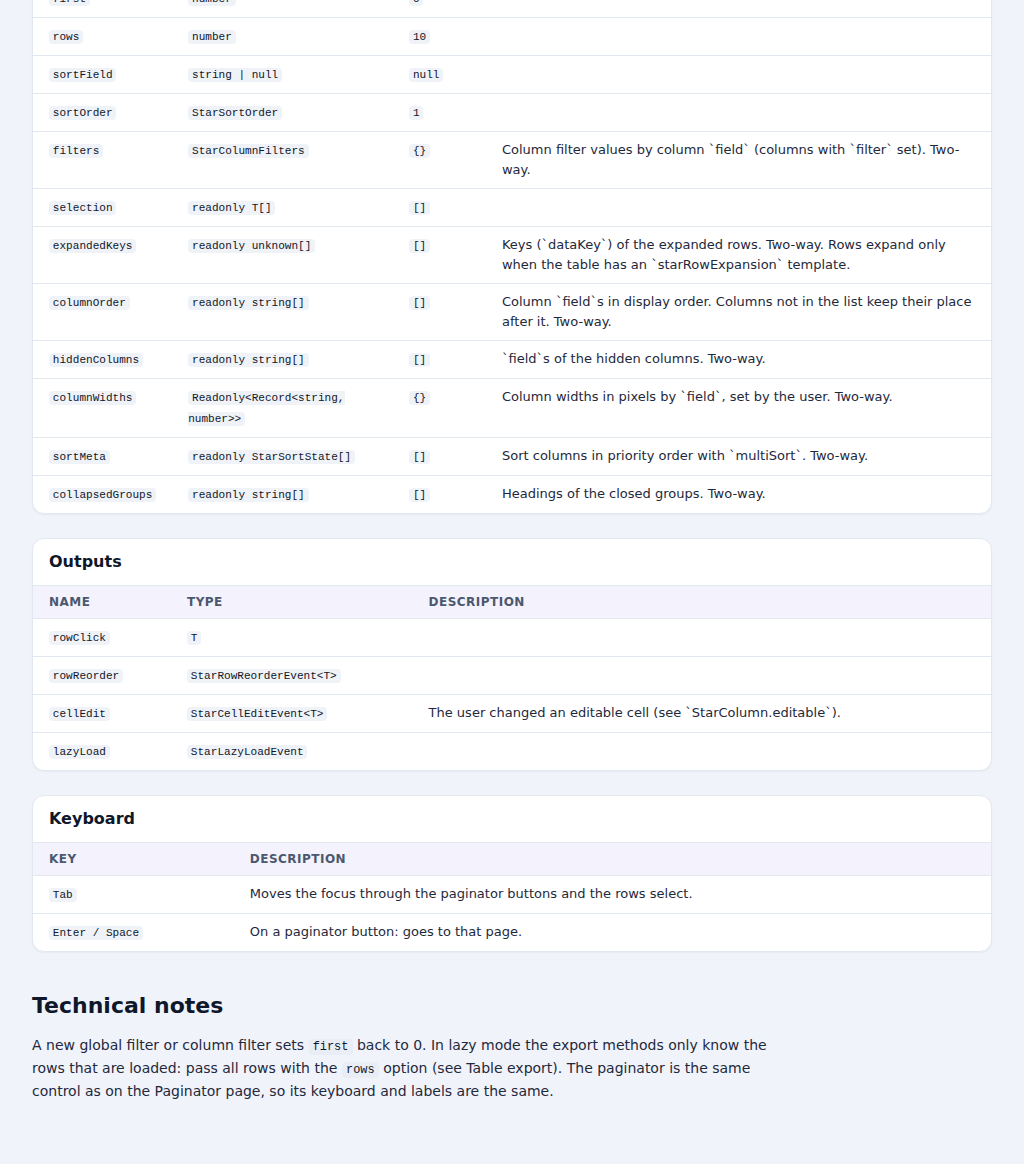 first number 0
rows number 10
sortField string | null null
sortOrder StarSortOrder 1
filters StarColumnFilters {} Column filter values by column `field` (columns with `filter` set). Two-
way.
selection readonly T[] []
expandedKeys readonly unknown[] [] Keys (`dataKey`) of the expanded rows. Two-way. Rows expand only
when the table has an `starRowExpansion` template.
columnOrder readonly string[] [] Column `field`s in display order. Columns not in the list keep their place
after it. Two-way.
hiddenColumns readonly string[] [] `field`s of the hidden columns. Two-way.
columnWidths Readonly<Record<string, {} Column widths in pixels by `field`, set by the user. Two-way.
number>>
sortMeta readonly StarSortState[] [] Sort columns in priority order with `multiSort`. Two-way.
collapsedGroups readonly string[] [] Headings of the closed groups. Two-way.
Outputs
NAME TYPE DESCRIPTION
rowClick T
rowReorder StarRowReorderEvent<T>
cellEdit StarCellEditEvent<T> The user changed an editable cell (see `StarColumn.editable`).
lazyLoad StarLazyLoadEvent
Keyboard
KEY DESCRIPTION
Tab Moves the focus through the paginator buttons and the rows select.
Enter / Space On a paginator button: goes to that page.
Technical notes
A new global filter or column filter sets first back to 0. In lazy mode the export methods only know the
rows that are loaded: pass all rows with the rows option (see Table export). The paginator is the same
control as on the Paginator page, so its keyboard and labels are the same.